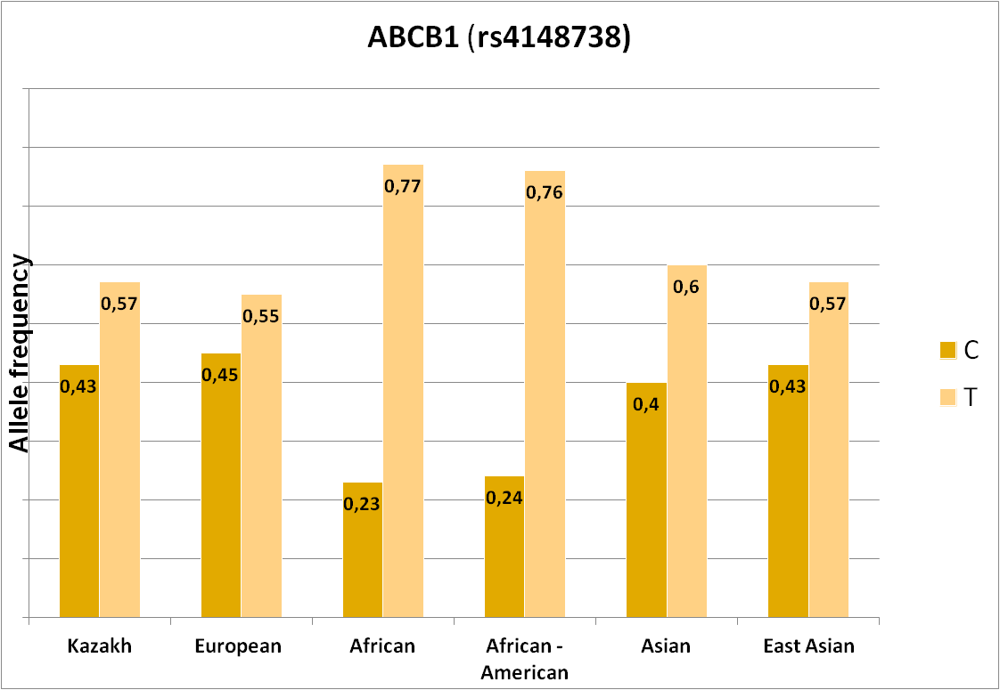 ABCB1 (rs4148738)
Allele frequency
0,57
0,43
0,55
0,45
0,77
0,23
0,76
0,24
0,6
0,4
0,57
0,43
C
T
Kazakh
European
African
African -
American
Asian
East Asian